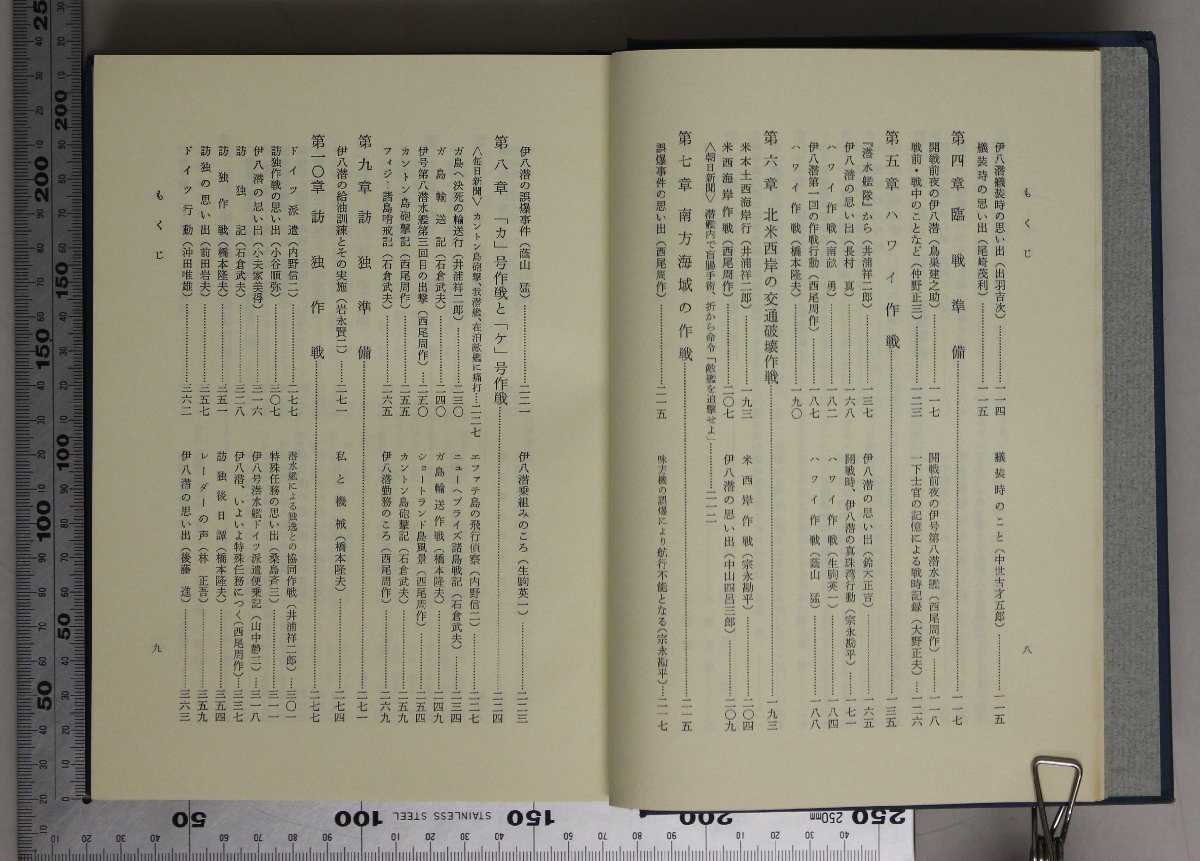 もくじ
八
伊八潜艤装時の思い出（出羽吉次）…………一一四
艤装時のこと（中世古才五郎）…………一一五
艤装時の思い出（尾崎茂利）…………一一五
第四章　臨戦準備…………一一七
開戦前夜の伊八潜（鳥巣建之助）…………一一七
開戦前夜の伊号第八潜水艦（西尾周作）…………一一八
戦前・戦中のことなど（仲野正三）…………一二三
一下士官の記憶による戦時記録（大野正夫）…………一二六
第五章　ハワイ作戦…………一三五
『潜水艦隊』から（井浦祥二郎）…………一三七
伊八潜の思い出（鈴木正吉）…………一六五
伊八潜の思い出（長村　真）…………一六八
開戦時、伊八潜の真珠湾行動（宗永勘平）…………一七一
ハワイ作戦（南訤　勇）…………一八二
ハワイ作戦（生駒英一）…………一八四
伊八潜第一回の作戦行動（西尾周作）…………一八七
ハワイ作戦（蔭山　猛）…………一八八
ハワイ作戦（橋本隆夫）…………一九〇
第六章　北米西岸の交通破壊作戦…………一九三
米本土西海岸行（井浦祥二郎）…………一九三
米西岸作戦（宗永勘平）…………二〇四
米西海岸作戦（西尾周作）…………二〇七
伊八潜の思い出（中山四邑三郎）…………二〇九
〈朝日新聞〉潜艦内で盲腸手術、折から命令「敵艦を追撃せよ」…………二一二
第七章　南方海域の作戦…………二一五
誤爆事件の思い出（西尾周作）…………二一五
味方機の誤爆により航行不能となる（宗永勘平）…………二一七
伊八潜の誤爆事件（蔭山　猛）…………二二一
伊八潜乗組みのころ（生駒英一）…………二二三
第八章　「カ」号作戦と「ケ」号作戦…………二二四
〈毎日新聞〉カントン島砲撃、我潜艦、在泊敵艦に痛打…………二二七
エファテ島の飛行偵察（内野信二）…………二二七
ガ島へ決死の輸送行（井浦祥二郎）…………二三〇
ニューヘブライズ諸島戦記（石倉武夫）…………二三四
ガ島輸送記（石倉武夫）…………二四〇
ガ島輸送作戦（橋本隆夫）…………二四九
伊号第八潜水艦第三回目の出撃（西尾周作）…………二五〇
ショートランド島風景（西尾周作）…………二五四
カントン島砲撃記（西尾周作）…………二五五
カントン島砲撃記（石倉武夫）…………二五九
フィジー諸島哨戒記（石倉武夫）…………二六五
伊八潜勤務のころ（西尾周作）…………二六九
第九章　訪独準備…………二七一
伊八潜の給油訓練とその実施（岩永賢二）…………二七一
私と機械（橋本隆夫）…………二七四
第一〇章　訪独作戦…………二七七
ドイツ派遣（内野信二）…………二七七
潜水艦による独逸との協同作戦（井浦祥二郎）…………三〇一
訪独作戦の思い出（小谷順弥）…………三〇七
特殊任務の思い出（桑島斉三）…………三一一
伊八潜の思い出（小夫家美得）…………三一六
伊八号潜水艦ドイツ派遣便乗記（山中静三）…………三一八
訪独記（石倉武夫）…………三二八
伊八潜、いよいよ特殊任務につく（西尾周作）…………三三七
訪独作戦（橋本隆夫）…………三五一
訪独後日譚（橋本隆夫）…………三五四
訪独の思い出（前田岩夫）…………三五七
レーダーの声（林　正吾）…………三五九
ドイツ行動（沖田唯雄）…………三六二
伊八潜の思い出（後藤　進）…………三六三
もくじ
九
50
100
150
200
250
250mm
STAINLESS STEEL